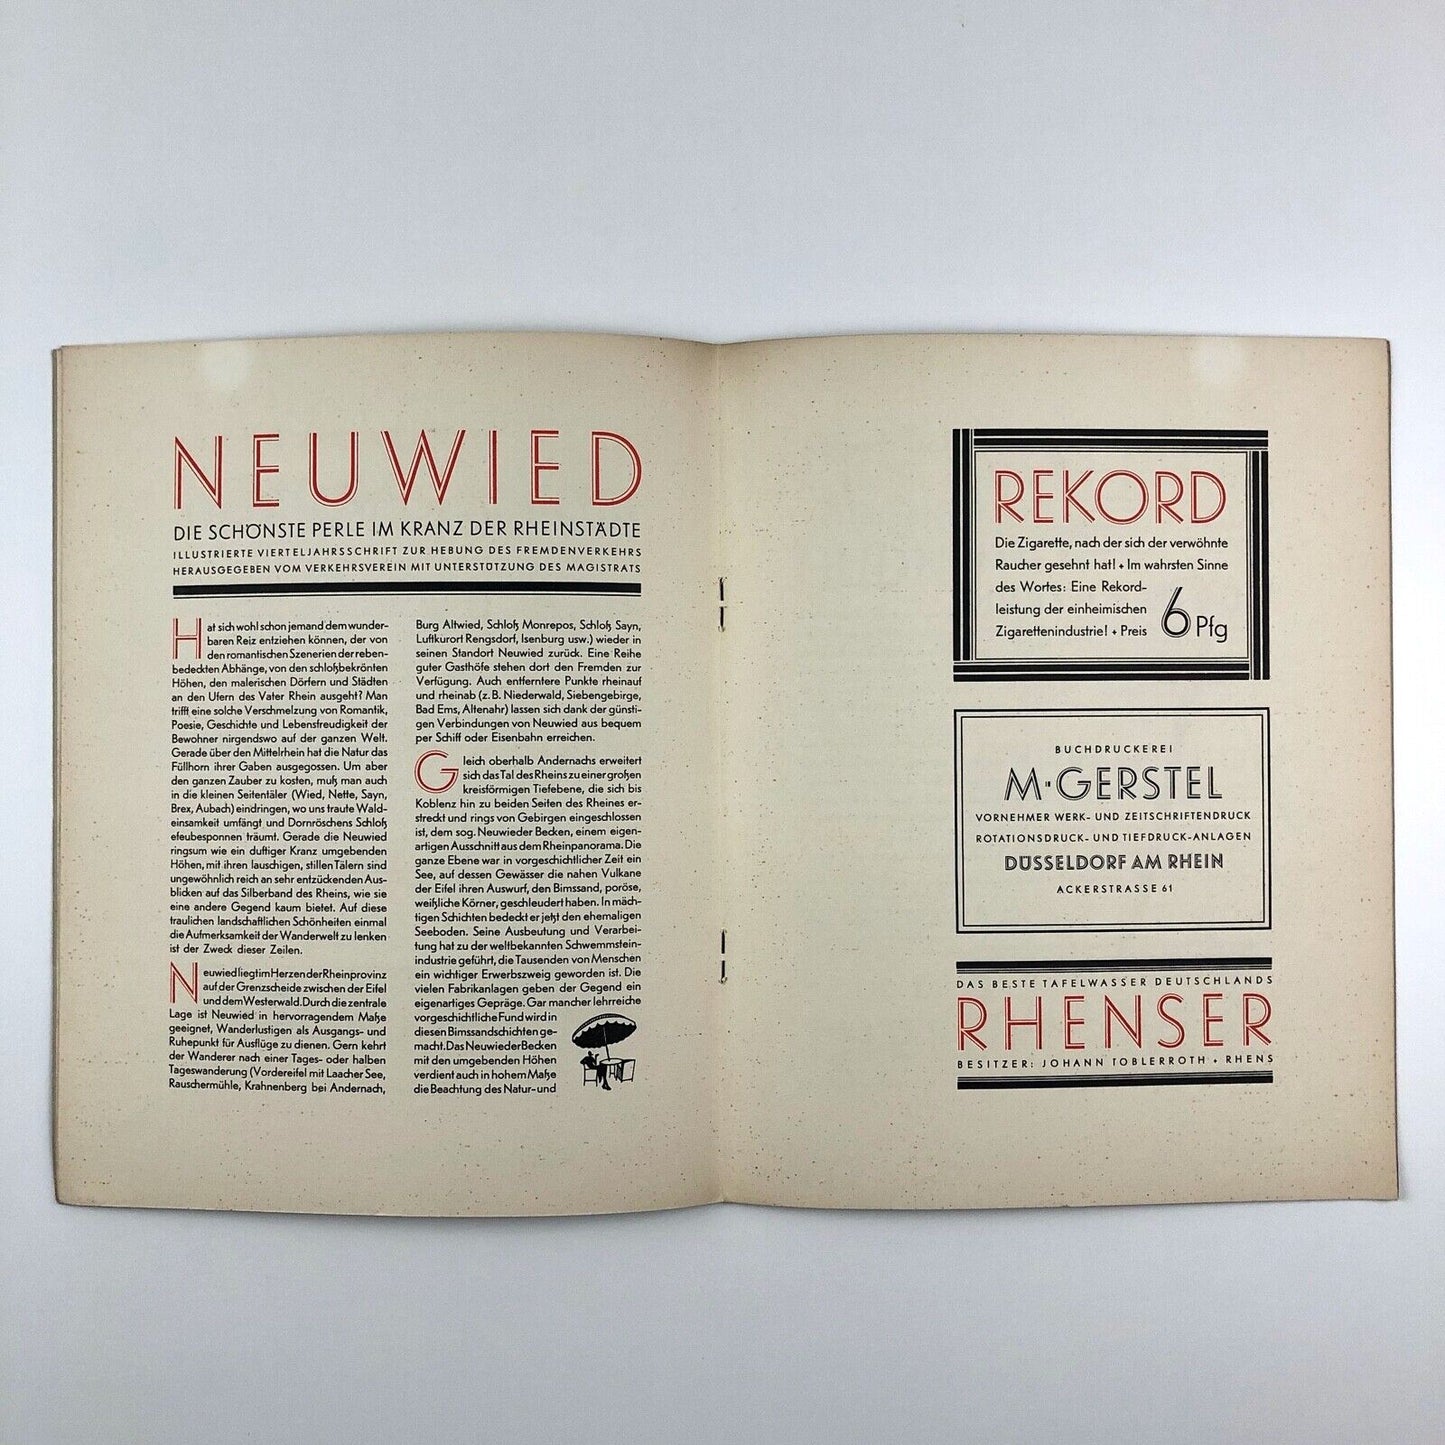 NEUWIED
DIE SCHÖNSTE PERLE IM KRANZ DER RHEINSTÄDTE
ILLUSTRIERTE VIERTELJAHRSSCHRIFT ZUR HEBUNG DES FREMDENVERKEHRS
HERAUSGEGEBEN VOM VERKEHRSVEREIN MIT UNTERSTÜTZUNG DES MAGISTRATS
Hat sich wohl schon jemand dem wunder-
baren Reiz entziehen können, der von
den romantischen Szenerien der reben-
bedeckten Abhänge, von den schloßbekrönten
Höhen, den malerischen Dörfern und Städten
an den Ufern des Vater Rhein ausgeht? Man
trifft eine solche Verschmelzung von Romantik,
Poesie, Geschichte und Lebensfreudigkeit der
Bewohner nirgendswo auf der ganzen Welt.
Gerade über den Mittelrhein hat die Natur das
Füllhorn ihrer Gaben ausgegossen. Um aber
den ganzen Zauber zu kosten, muß man auch
in die kleinen Seitentäler (Wied, Nette, Sayn,
Brex, Aubach) eindringen, wo uns traute Wald-
einsamkeit umfängt und Dornröschens Schloß
efeubesponnen träumt. Gerade die Neuwied
ringsum wie ein duftiger Kranz umgebenden
Höhen, mit ihren lauschigen, stillen Tälern sind
ungewöhnlich reich an sehr entzückenden Aus-
blicken auf das Silberband des Rheins, wie sie
eine andere Gegend kaum bietet. Auf diese
traulichen landschaftlichen Schönheiten einmal
die Aufmerksamkeit der Wanderwelt zu lenken
ist der Zweck dieser Zeilen.
Neuwied liegt im Herzen der Rheinprovinz
auf der Grenzscheide zwischen der Eifel
und dem Westerwald. Durch die zentrale
Lage ist Neuwied in hervorragendem Maße
geeignet, Wanderlustigen als Ausgangs- und
Ruhepunkt für Ausflüge zu dienen. Gern kehrt
der Wanderer nach einer Tages- oder halben
Tageswanderung (Vordereifel mit Laacher See,
Rauschermühle, Krahnenberg bei Andernach,
Burg Altwied, Schloß Monrepos, Schloß Sayn,
Luftkurort Rengsdorf, Isenburg usw.) wieder in
seinen Standort Neuwied zurück. Eine Reihe
guter Gasthöfe stehen dort den Fremden zur
Verfügung. Auch entferntere Punkte rheinauf
und rheinab (z. B. Niederwald, Siebengebirge,
Bad Ems, Altenahr) lassen sich dank der günsti-
gen Verbindungen von Neuwied aus bequem
per Schiff oder Eisenbahn erreichen.
Gleich oberhalb Andernachs erweitert
sich das Tal des Rheins zu einer großen
kreisförmigen Tiefebene, die sich bis
Koblenz hin zu beiden Seiten des Rheines er-
streckt und rings von Gebirgen eingeschlossen
ist, dem sog. Neuwieder Becken, einem eigen-
artigen Ausschnitt aus dem Rheinpanorama. Die
ganze Ebene war in vorgeschichtlicher Zeit ein
See, auf dessen Gewässer die nahen Vulkane
der Eifel ihren Auswurf, den Bimssand, poröse,
weißliche Körner, geschleudert haben. In mäch-
tigen Schichten bedeckt er jetzt den ehemaligen
Seeboden. Seine Ausbeutung und Verarbei-
tung hat zu der weltbekannten Schwemmstein-
industrie geführt, die Tausenden von Menschen
ein wichtiger Erwerbszweig geworden ist. Die
vielen Fabrikanlagen geben der Gegend ein
eigenartiges Gepräge. Gar mancher lehrreiche
vorgeschichtliche Fund wird in
diesen Bimssandschichten ge-
macht. Das Neuwieder Becken
mit den umgebenden Höhen
verdient auch in hohem Maße
die Beachtung des Natur- und
REKORD
Die Zigarette, nach der sich der verwöhnte
Raucher gesehnt hat! • Im wahrsten Sinne
des Wortes: Eine Rekord-
leistung der einheimischen
Zigarettenindustrie! • Preis 6 Pfg
BUCHDRUCKEREI
M·GERSTEL
VORNEHMER WERK- UND ZEITSCHRIFTENDRUCK
ROTATIONSDRUCK- UND TIEFDRUCK-ANLAGEN
DÜSSELDORF AM RHEIN
ACKERSTRASSE 61
DAS BESTE TAFELWASSER DEUTSCHLANDS
RHENSER
BESITZER: JOHANN TOBLERROTH • RHENS